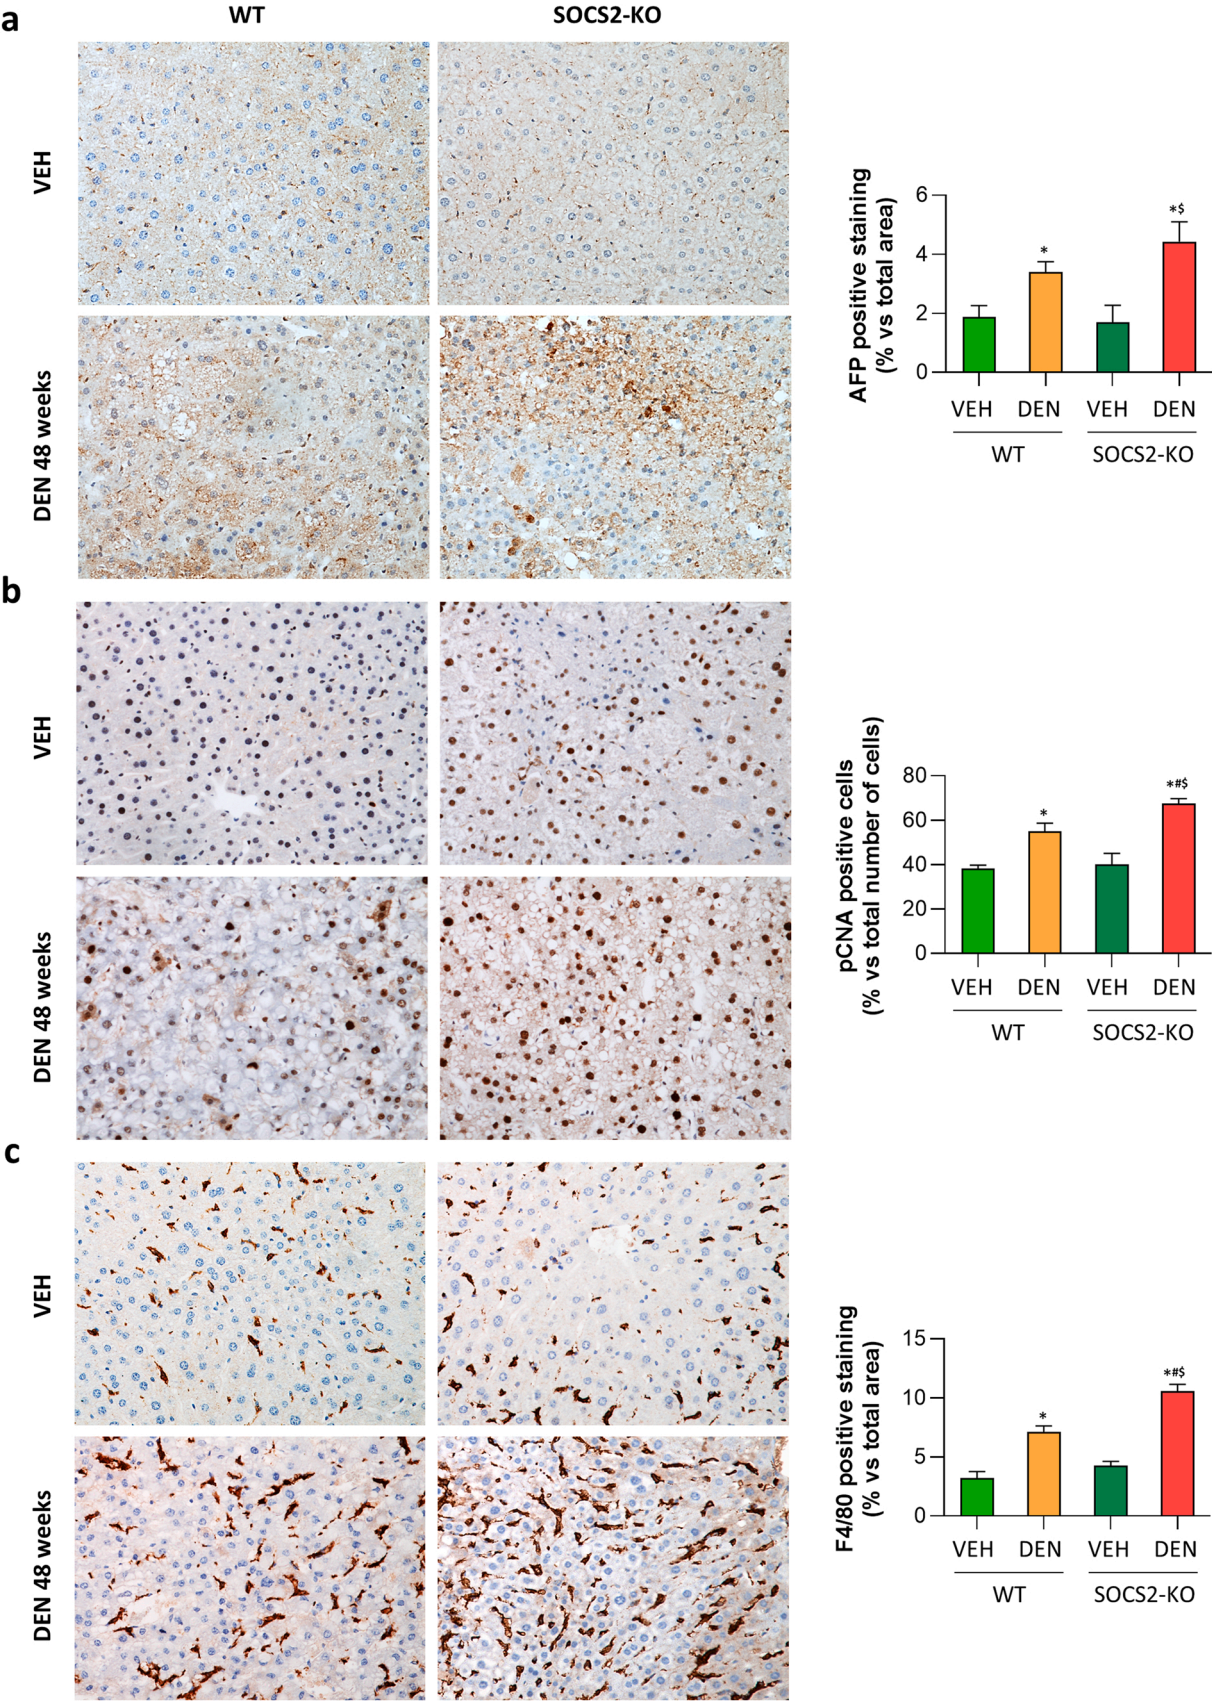 a
WT
SOCS2-KO
VEH
DEN 48 weeks
AFP positive staining
(% vs total area)
6
4
2
0
*
*$
VEH DEN VEH DEN
WT SOCS2-KO
b
VEH
DEN 48 weeks
pCNA positive cells
(% vs total number of cells)
80
60
40
20
0
*
*#$
VEH DEN VEH DEN
WT SOCS2-KO
c
VEH
DEN 48 weeks
F4/80 positive staining
(% vs total area)
15
10
5
0
*
*#$
VEH DEN VEH DEN
WT SOCS2-KO